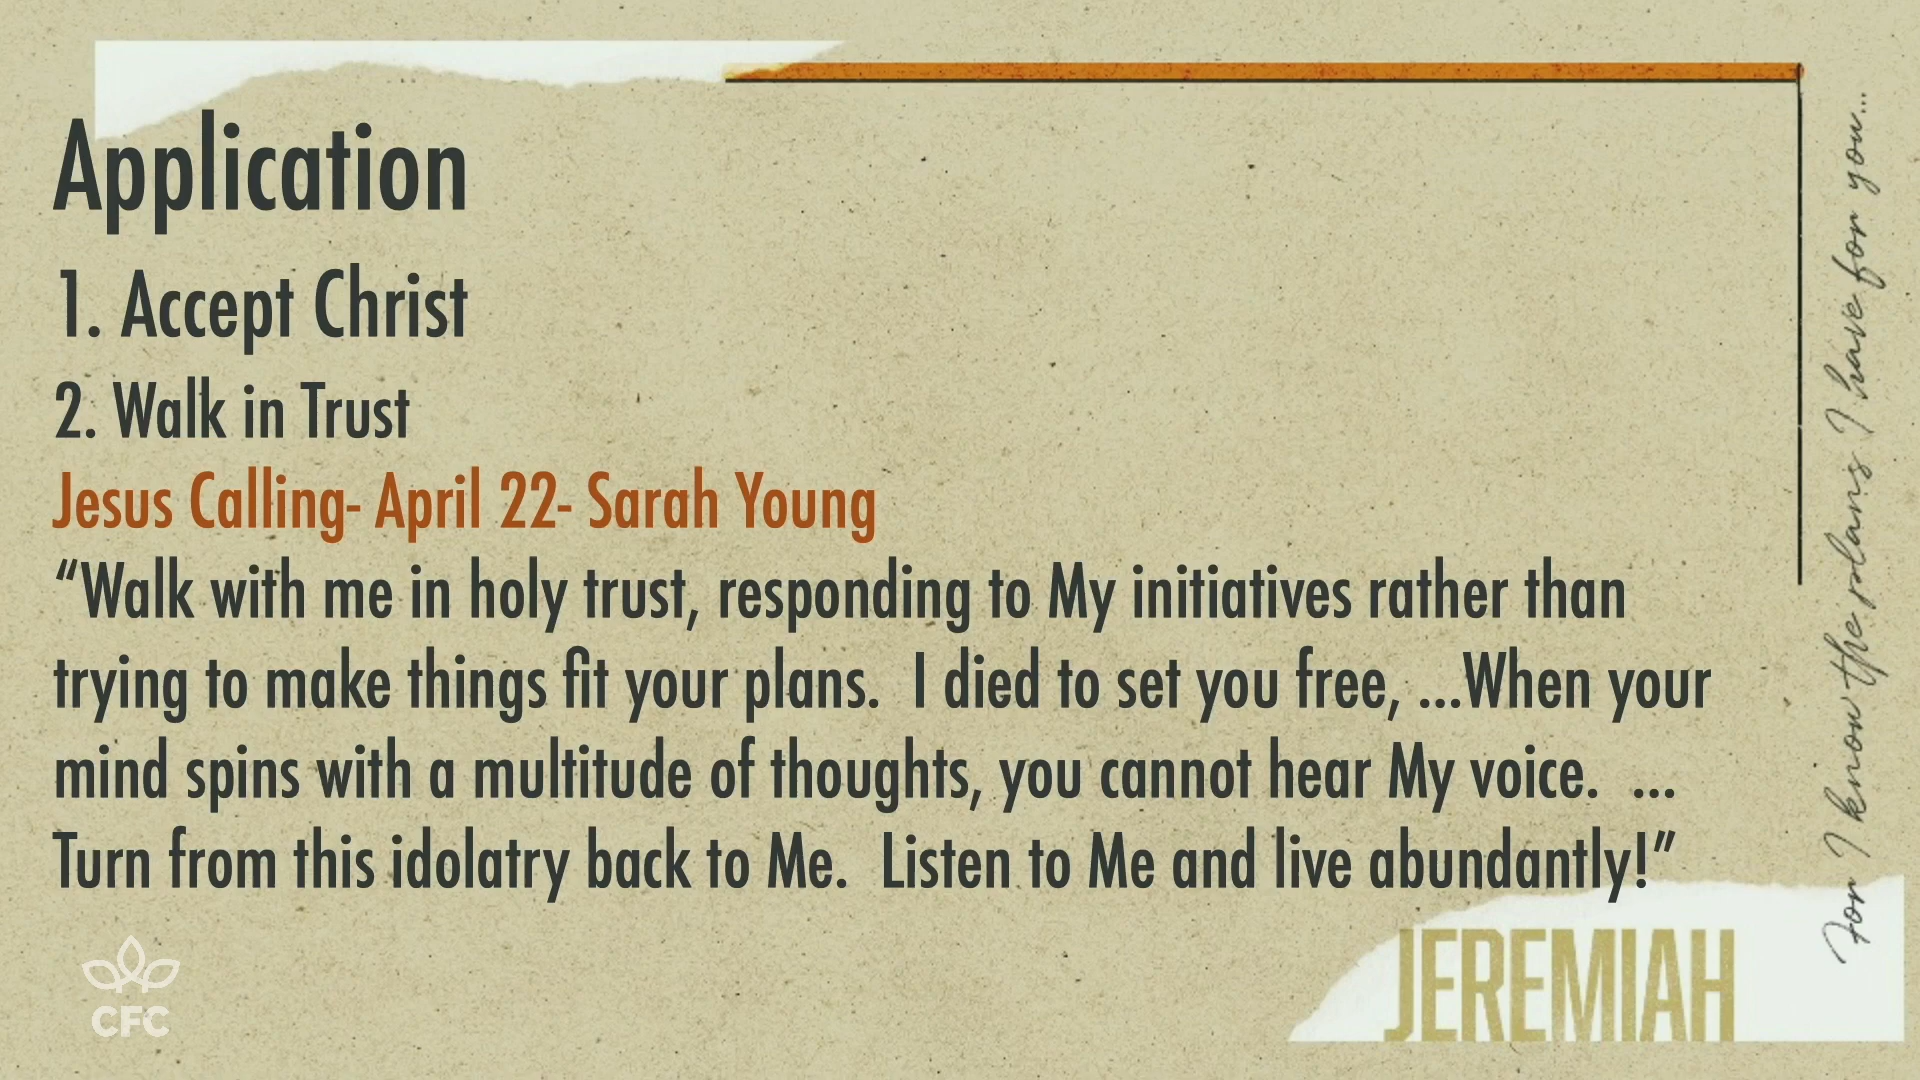 Application
1. Accept Christ
2. Walk in Trust
Jesus Calling- April 22- Sarah Young
“Walk with me in holy trust, responding to My initiatives rather than
trying to make things fit your plans.  I died to set you free, ...When your
mind spins with a multitude of thoughts, you cannot hear My voice.  ...
Turn from this idolatry back to Me.  Listen to Me and live abundantly!”
For I know the plans I have for you...
JEREMIAH
CFC